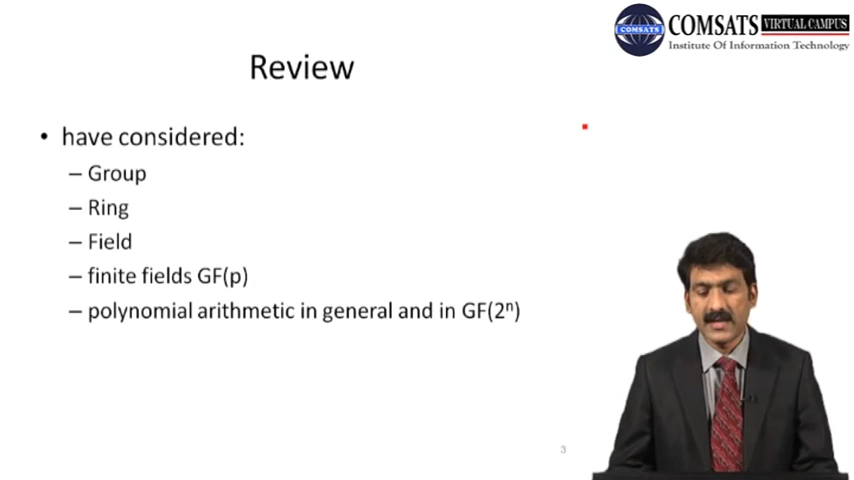 COMSATS
COMSATS VIRTUAL CAMPUS
Institute Of Information Technology
Review
• have considered:
– Group
– Ring
– Field
– finite fields GF(p)
– polynomial arithmetic in general and in GF(2ⁿ)
3